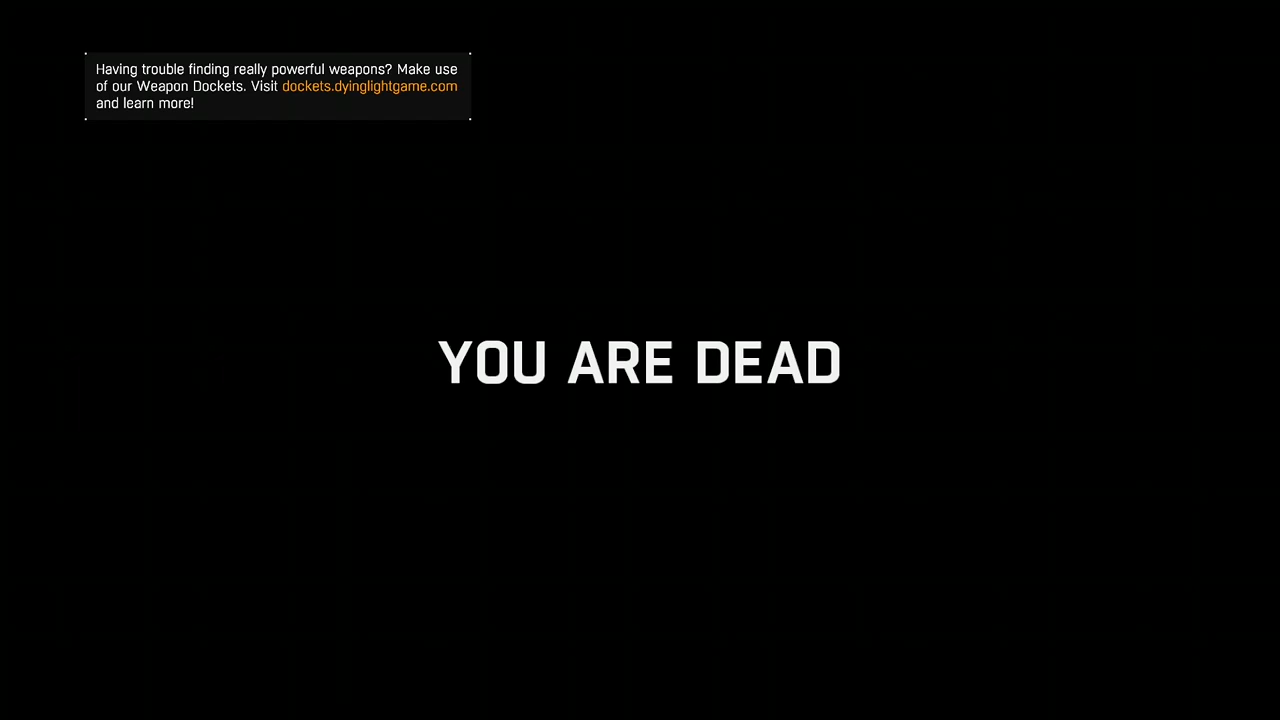 Having trouble finding really powerful weapons? Make use
of our Weapon Dockets. Visit dockets.dyinglightgame.com
and learn more!
YOU ARE DEAD